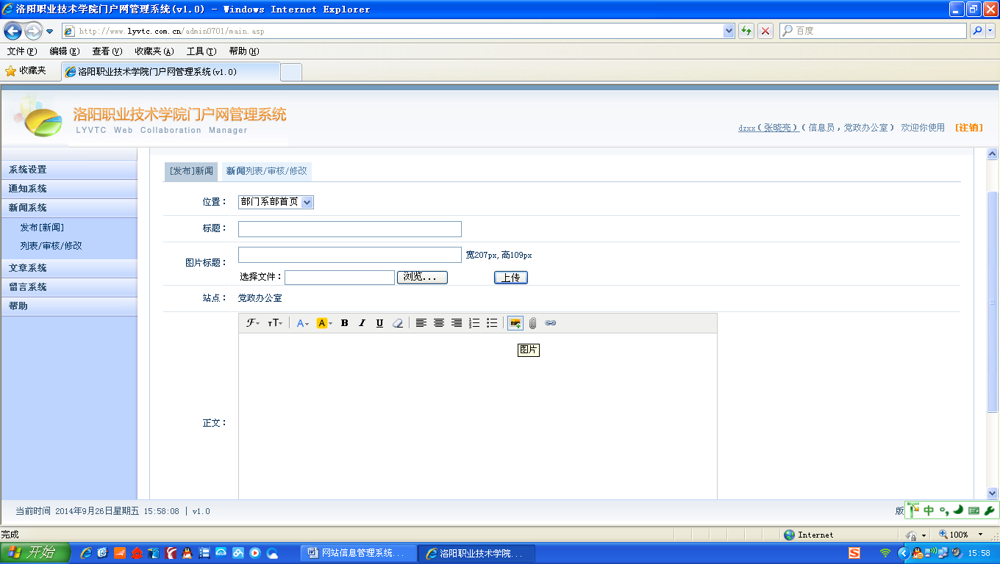 洛阳职业技术学院门户网管理系统(v1.0) - Windows Internet Explorer
http://www.lyvtc.com.cn/admin0701/main.asp
百度
文件(F) 编辑(E) 查看(V) 收藏夹(A) 工具(T) 帮助(H)
收藏夹 洛阳职业技术学院门户网管理系统(v1.0)
洛阳职业技术学院门户网管理系统
LYVTC Web Collaboration Manager
dzxx(张晓亮)(信息员，党政办公室) 欢迎你使用 [注销]
系统设置
通知系统
新闻系统
发布[新闻]
列表/审核/修改
文章系统
留言系统
帮助
[发布]新闻 新闻列表/审核/修改
位置： 部门系部首页
标题：
图片标题： 宽207px,高109px
选择文件： 浏览... 上传
站点： 党政办公室
图片
正文：
当前时间 2014年9月26日星期五 15:58:08 | v1.0
版
中
完成
Internet
100%
开始
网站信息管理系统...
洛阳职业技术学院...
15:58